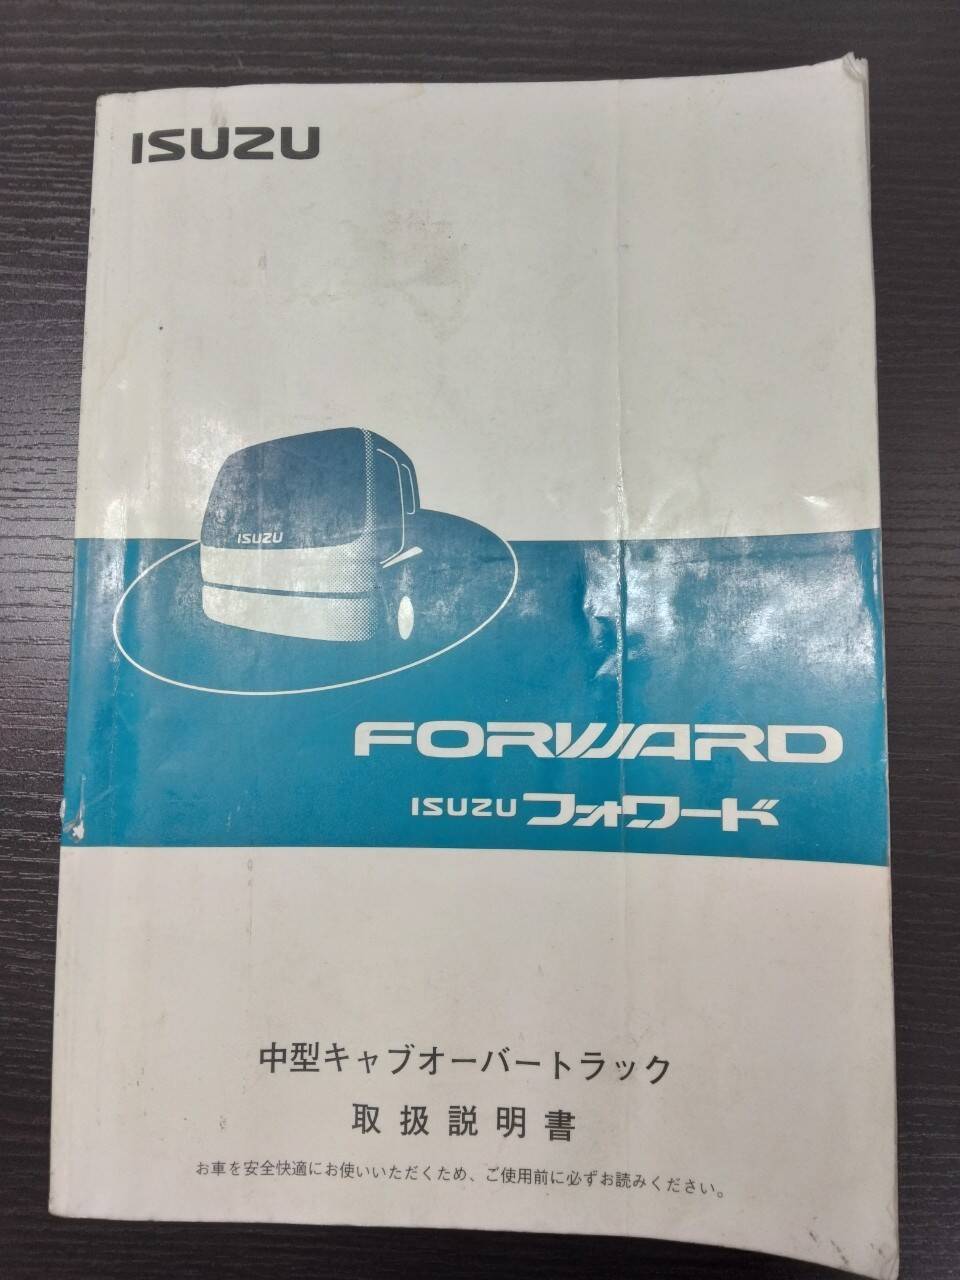 ISUZU
ISUZU
FORWARD
ISUZU フォワード
中型キャブオーバートラック
取扱説明書
お車を安全快適にお使いいただくため、ご使用前に必ずお読みください。